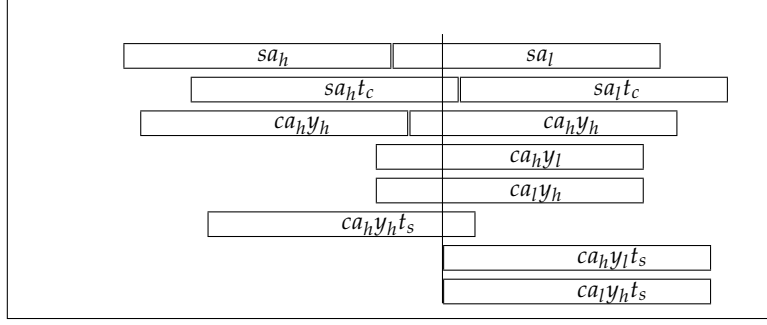 sa_h sa_l
sa_ht_c sa_lt_c
ca_hy_h ca_hy_h
ca_hy_l
ca_ly_h
ca_hy_ht_s
ca_hy_lt_s
ca_ly_ht_s